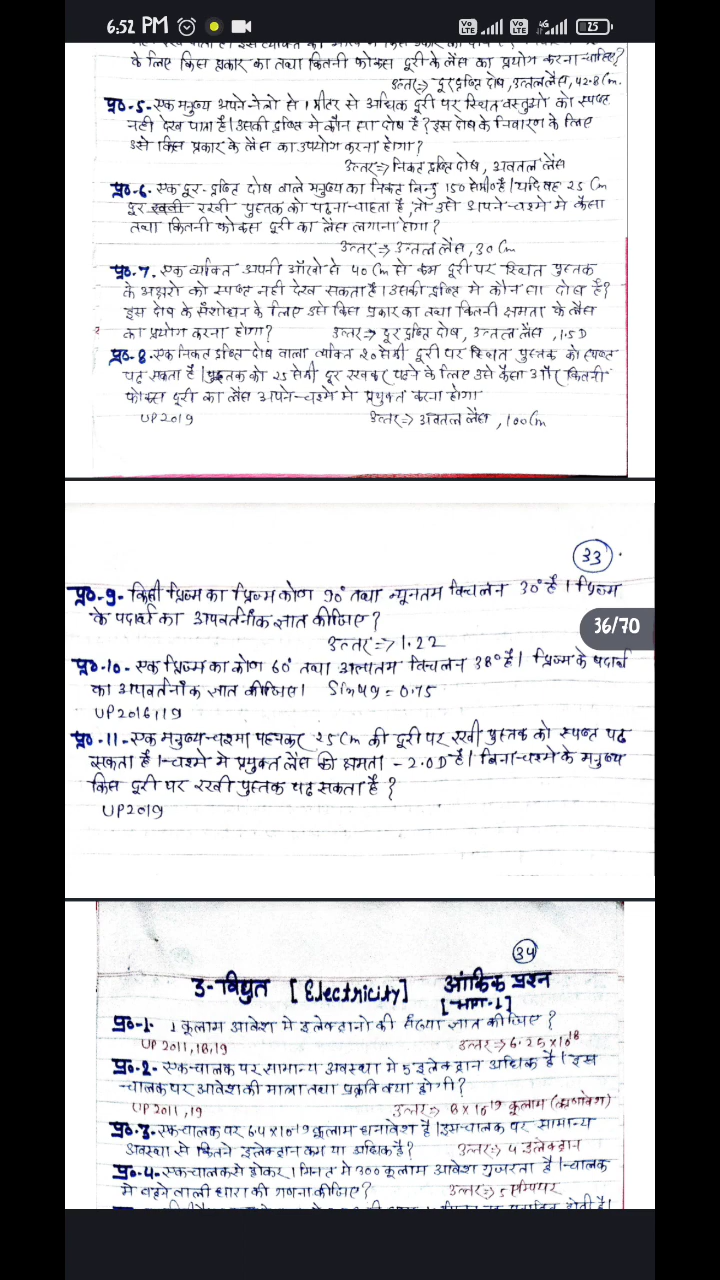 6:52 PM
Vo LTE
Vo LTE
4G
25
के लिए किस प्रकार का तथा कितनी फोकस दूरी के लेंस का प्रयोग करना चाहिए?
उत्तर⇒ दूर दृष्टि दोष, उत्तल लैंस, 42.8 Cm.
प्र०-5- एक मनुष्य अपने नेत्रो से 1 मीटर से अधिक दूरी पर स्थित वस्तुओ को स्पष्ट
नही देख पाता है। उसकी दृष्टि मे कौन सा दोष है? इस दोष के निवारण के लिए
उसे किस प्रकार के लैंस का उपयोग करना होगा?
उत्तर⇒ निकट दृष्टि दोष, अवतल लैंस
प्र०-6. एक दूर-दृष्टि दोष वाले मनुष्य का निकट बिन्दु 150 सेमी० है। यदि वह 25 Cm
दूर रखी पुस्तक को पढ़ना चाहता है, तो उसे अपने चश्मे मे कैसा
तथा कितनी फोकस दूरी का लैंस लगाना होगा?
उत्तर⇒ उत्तल लैंस, 30 Cm
प्र०-7. एक व्यक्ति अपनी आँखो से 40 Cm से कम दूरी पर स्थित पुस्तक
के अक्षरो को स्पष्ट नही देख सकता है। उसकी दृष्टि मे कौन सा दोष है?
इस दोष के संशोधन के लिए उसे किस प्रकार का तथा कितनी क्षमता के लैंस
का प्रयोग करना होगा? उत्तर⇒ दूर दृष्टि दोष, उत्तल लैंस, 1.5D
प्र०-8. एक निकट दृष्टि दोष वाला व्यक्ति 20 सेमी दूरी पर स्थित पुस्तक को स्पष्ट
पढ़ सकता है। पुस्तक को 25 सेमी दूर रखकर पढ़ने के लिए उसे कैसा और कितनी
फोकस दूरी का लैंस अपने चश्मे मे प्रयुक्त करना होगा
UP 2019 उत्तर⇒ अवतल लैंस, 100 Cm
33
प्र०-9- किसी प्रिज्म का प्रिज्म कोण 90° तथा न्यूनतम विचलन 30° है। प्रिज्म
के पदार्थ का अपवर्तनांक ज्ञात कीजिए?
36/70
उत्तर⇒ 1.22
प्र०-10- एक प्रिज्म का कोण 60° तथा अल्पतम विचलन 38° है। प्रिज्म के पदार्थ
का अपवर्तनांक ज्ञात कीजिए। Sin49 = 0.75
UP 2016,19
प्र०-11- एक मनुष्य चश्मा पहनकर 25 Cm की दूरी पर रखी पुस्तक को स्पष्ट पढ़
सकता है। चश्मे मे प्रयुक्त लैंस की क्षमता -2.0D है। बिना चश्मे के मनुष्य
किस दूरी पर रखी पुस्तक पढ़ सकता है?
UP 2019
34
3-विधुत [Electricity] आंकिक प्रश्न
[भाग-1]
प्र०-1. 1 कूलाम आवेश मे इलेक्ट्रानो की संख्या ज्ञात कीजिए?
UP 2011,18,19 उत्तर⇒ 6.25×10¹⁸
प्र०-2- एक चालक पर सामान्य अवस्था मे 5 इलेक्ट्रान अधिक है। इस
चालक पर आवेश की मात्रा तथा प्रकृति क्या होगी?
UP 2011,19 उत्तर⇒ 8×10⁻¹⁹ कूलाम (ऋणावेश)
प्र०-3- एक चालक पर 6.4×10⁻¹⁹ कूलाम धनावेश है। इस चालक पर सामान्य
अवस्था से कितने इलेक्ट्रान कम या अधिक है? उत्तर⇒ 4 इलेक्ट्रान
प्र०-4- एक चालक से होकर 1 मिनट मे 300 कूलाम आवेश गुजरता है। चालक
मे बहने वाली धारा की गणना कीजिए? उत्तर⇒ 5 एम्पियर